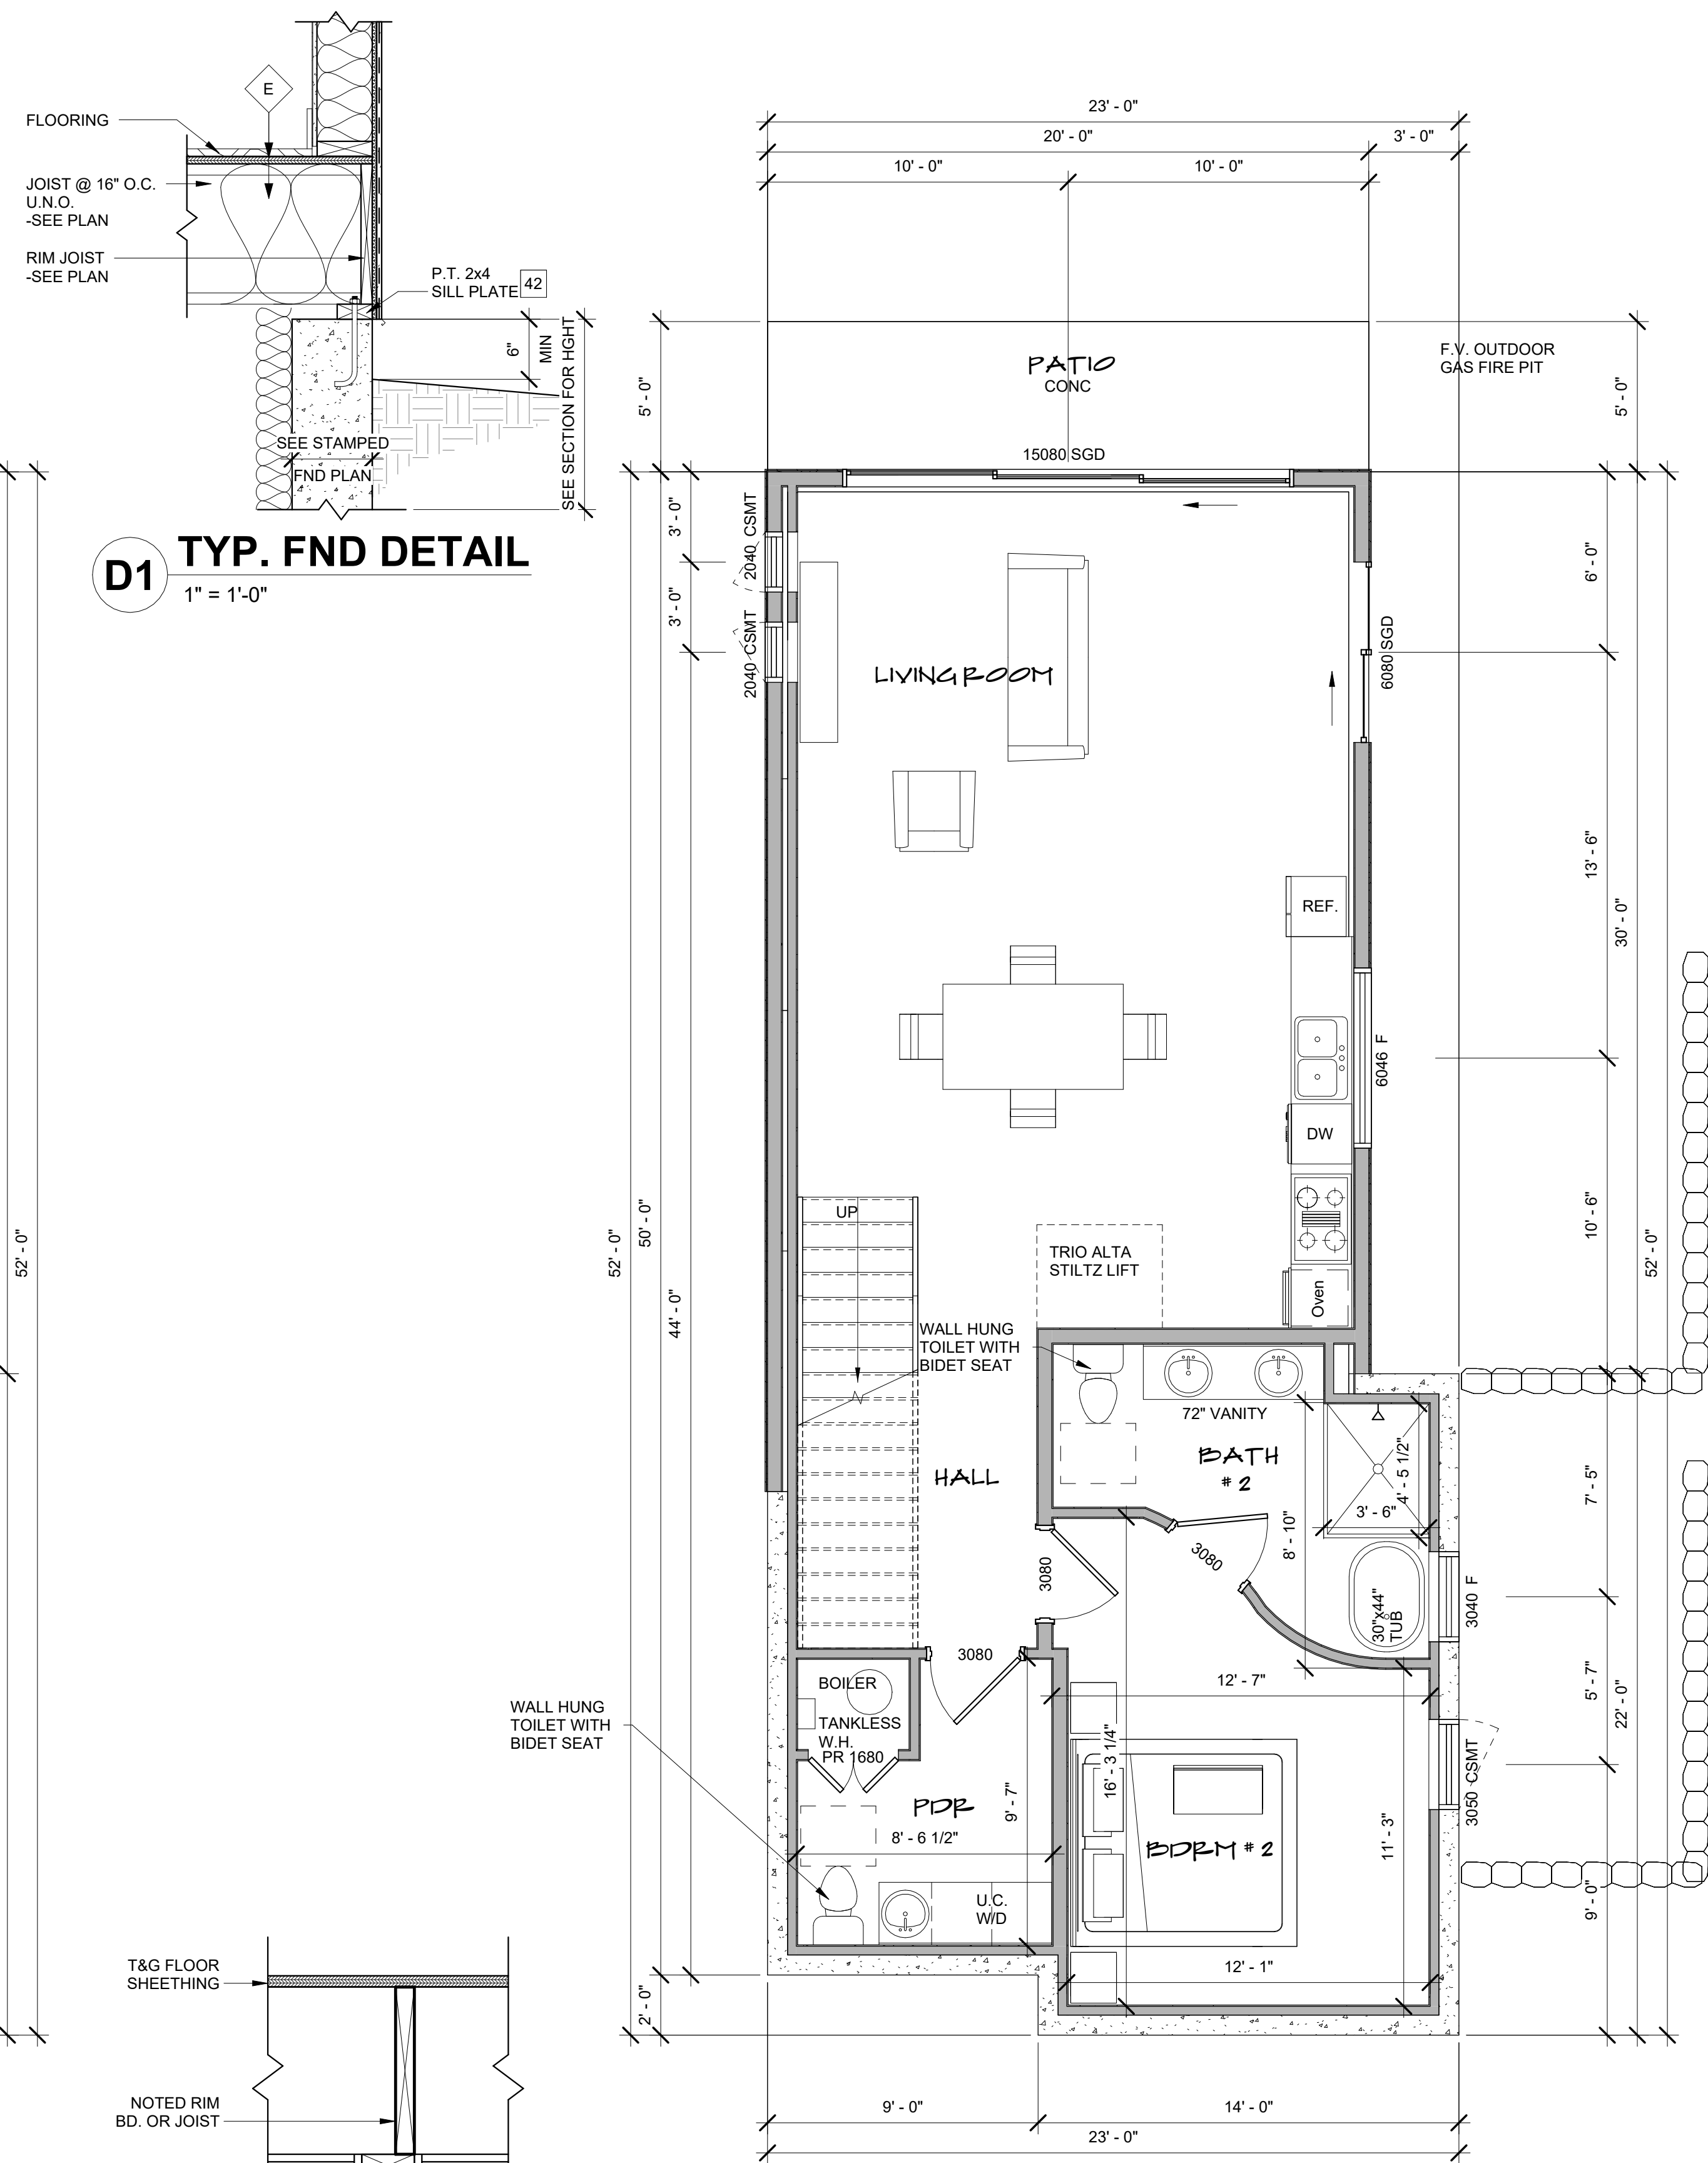 E
FLOORING
JOIST @ 16" O.C.
U.N.O.
-SEE PLAN
RIM JOIST
-SEE PLAN
P.T. 2x4
SILL PLATE
42
6"
MIN
SEE SECTION FOR HGHT
SEE STAMPED
FND PLAN
D1
TYP. FND DETAIL
1" = 1'-0"
52' - 0"
T&G FLOOR
SHEETHING
NOTED RIM
BD. OR JOIST
23' - 0"
20' - 0"
3' - 0"
10' - 0"
10' - 0"
PATIO
CONC
F.V. OUTDOOR
GAS FIRE PIT
5' - 0"
5' - 0"
15080 SGD
3' - 0"
3' - 0"
2040 CSMT
2040 CSMT
6' - 0"
6080 SGD
LIVING ROOM
13' - 6"
30' - 0"
REF.
6046 F
DW
UP
52' - 0"
50' - 0"
44' - 0"
10' - 6"
52' - 0"
TRIO ALTA
STILTZ LIFT
Oven
WALL HUNG
TOILET WITH
BIDET SEAT
72" VANITY
BATH
# 2
HALL
4' - 5 1/2"
3' - 6"
8' - 10"
7' - 5"
3080
3080
30"x44"
TUB
3040 F
3080
12' - 7"
5' - 7"
22' - 0"
BOILER
TANKLESS
W.H.
PR 1680
WALL HUNG
TOILET WITH
BIDET SEAT
16' - 3 1/4"
3050 CSMT
PDR
9' - 7"
8' - 6 1/2"
BDRM # 2
11' - 3"
U.C.
W/D
9' - 0"
12' - 1"
2' - 0"
9' - 0"
14' - 0"
23' - 0"